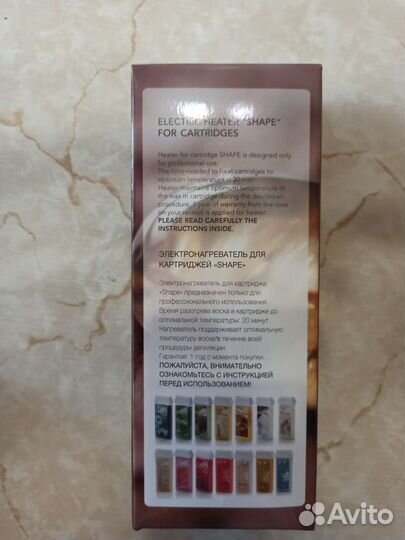 ELECTRIC HEATER "SHAPE"
FOR CARTRIDGES
Heater for cartridge SHAPE is designed only
for professional use.
The time needed to heat cartridges to
optimum temperature is 20 min.
Heater maintains optimum temperature of
the wax in cartridge during the depilation
procedure. 1 year of warranty from the date
on your receipt is applied for heater.
PLEASE READ CAREFULLY THE
INSTRUCTIONS INSIDE.
ЭЛЕКТРОНАГРЕВАТЕЛЬ ДЛЯ
КАРТРИДЖЕЙ «SHAPE»
Электронагреватель для картриджа
«Shape» предназначен только для
профессионального использования.
Время разогрева воска в картридже до
оптимальной температуры: 20 минут.
Нагреватель поддерживает оптимальную
температуру воска в течение всей
процедуры депиляции.
Гарантия: 1 год с момента покупки.
ПОЖАЛУЙСТА, ВНИМАТЕЛЬНО
ОЗНАКОМЬТЕСЬ С ИНСТРУКЦИЕЙ
ПЕРЕД ИСПОЛЬЗОВАНИЕМ!
Avito